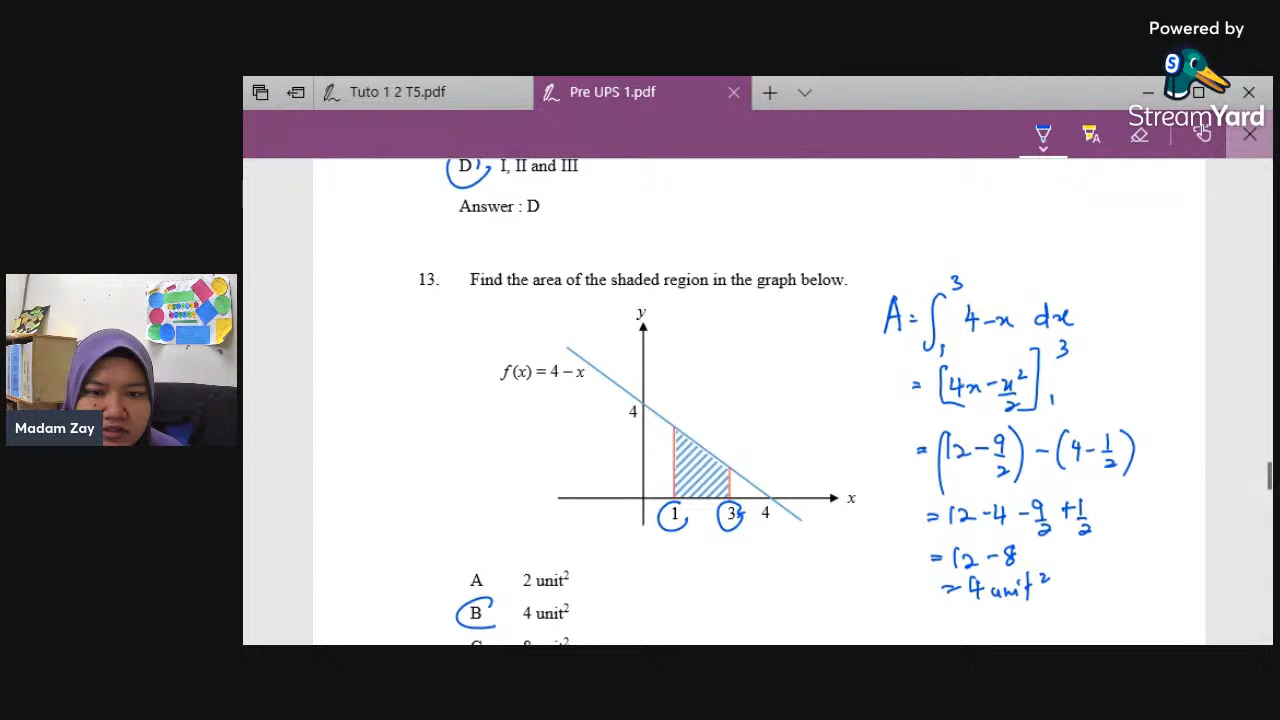 Powered by
StreamYard
Tuto 1 2 T5.pdf
Pre UPS 1.pdf
D I, II and III
Answer : D
13. Find the area of the shaded region in the graph below.
y
f(x) = 4 – x
4
x
1
3
4
A 2 unit²
B 4 unit²
A = ∫₁³ 4 – x dx
= [4x – x²/2]₁³
= (12 – 9/2) – (4 – 1/2)
= 12 – 4 – 9/2 + 1/2
= 12 – 8
= 4 unit²
Madam Zay